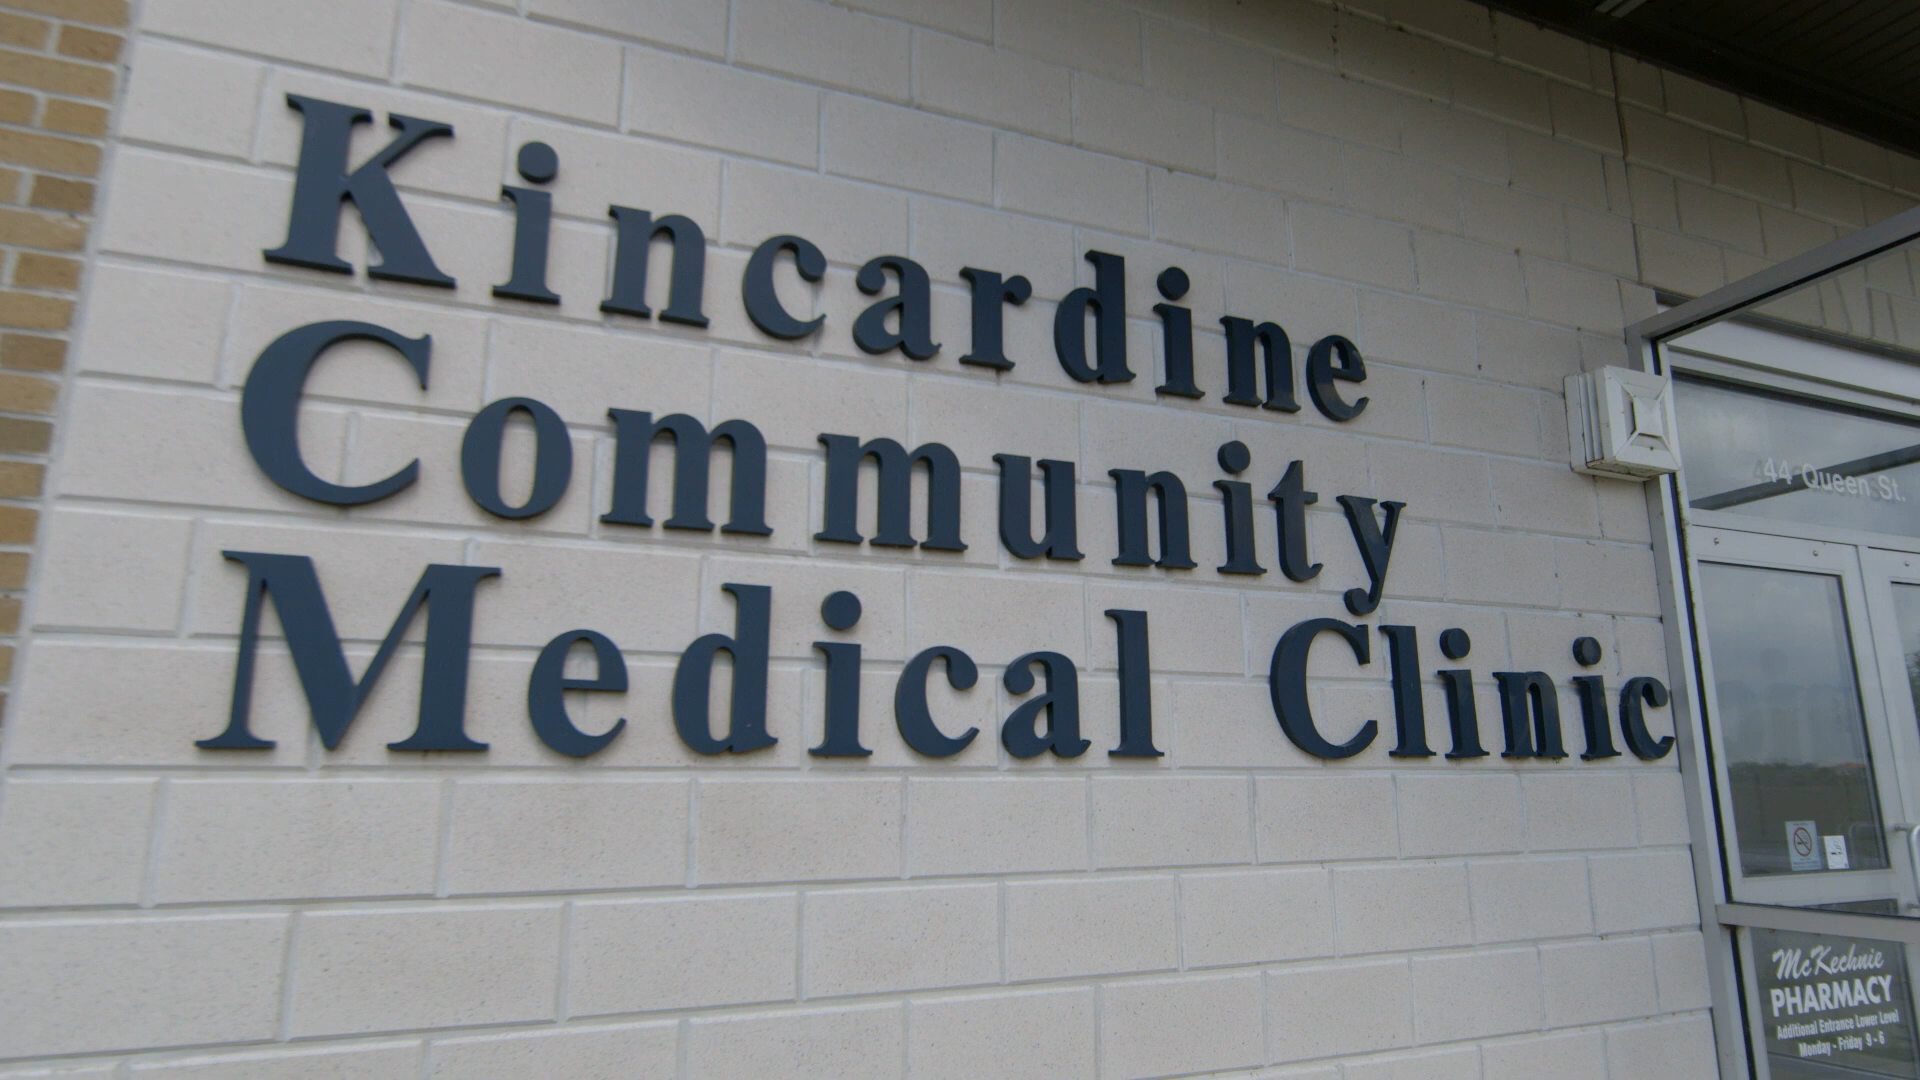 Kincardine
Community
Medical Clinic
44 Queen St.
McKechnie
PHARMACY
Additional Entrance Lower Level
Monday - Friday 9 - 6